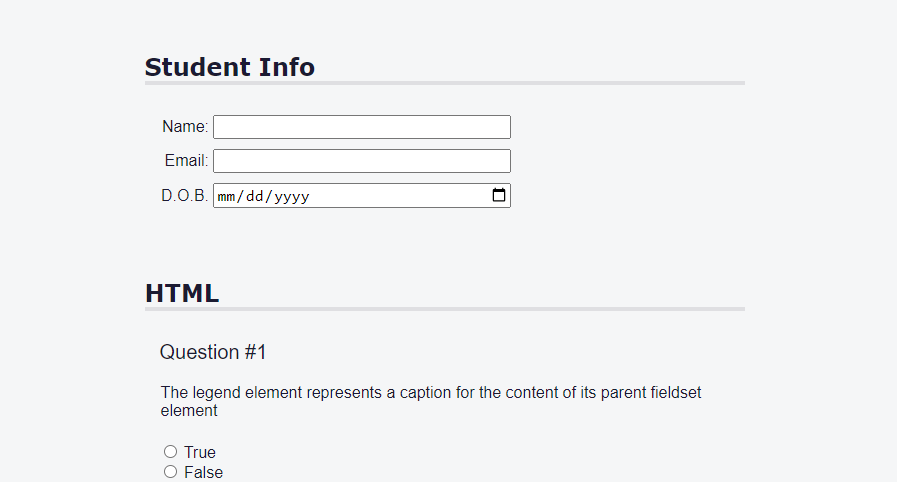 Student Info
Name:
Email:
D.O.B. mm/dd/yyyy
HTML
Question #1
The legend element represents a caption for the content of its parent fieldset
element
True
False